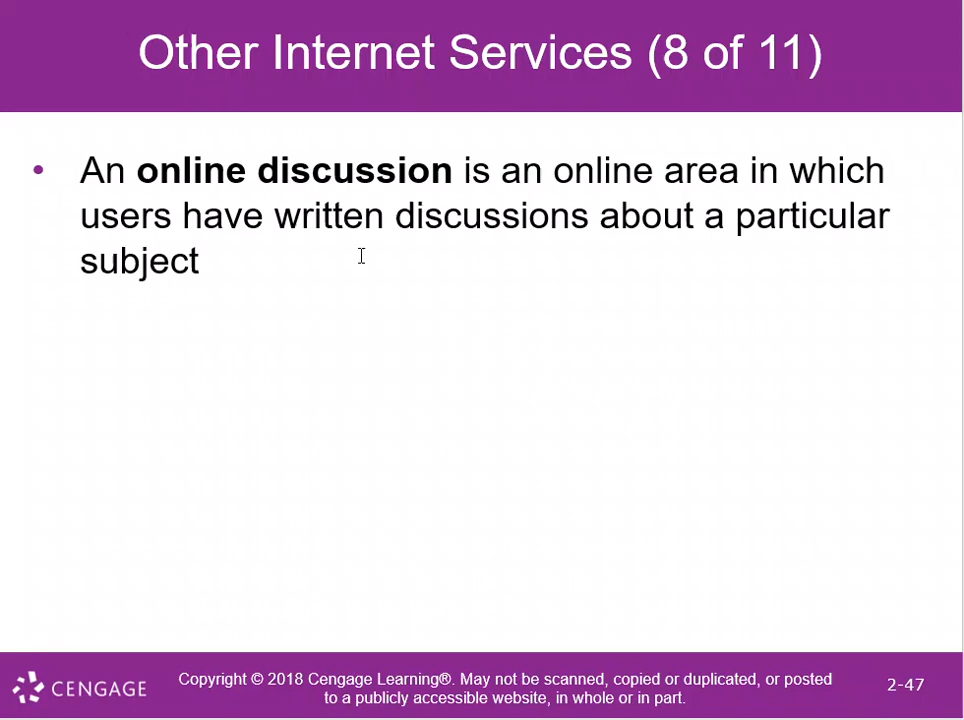 Other Internet Services (8 of 11)
• An online discussion is an online area in which
users have written discussions about a particular
subject
CENGAGE
Copyright © 2018 Cengage Learning®. May not be scanned, copied or duplicated, or posted
to a publicly accessible website, in whole or in part.
2-47